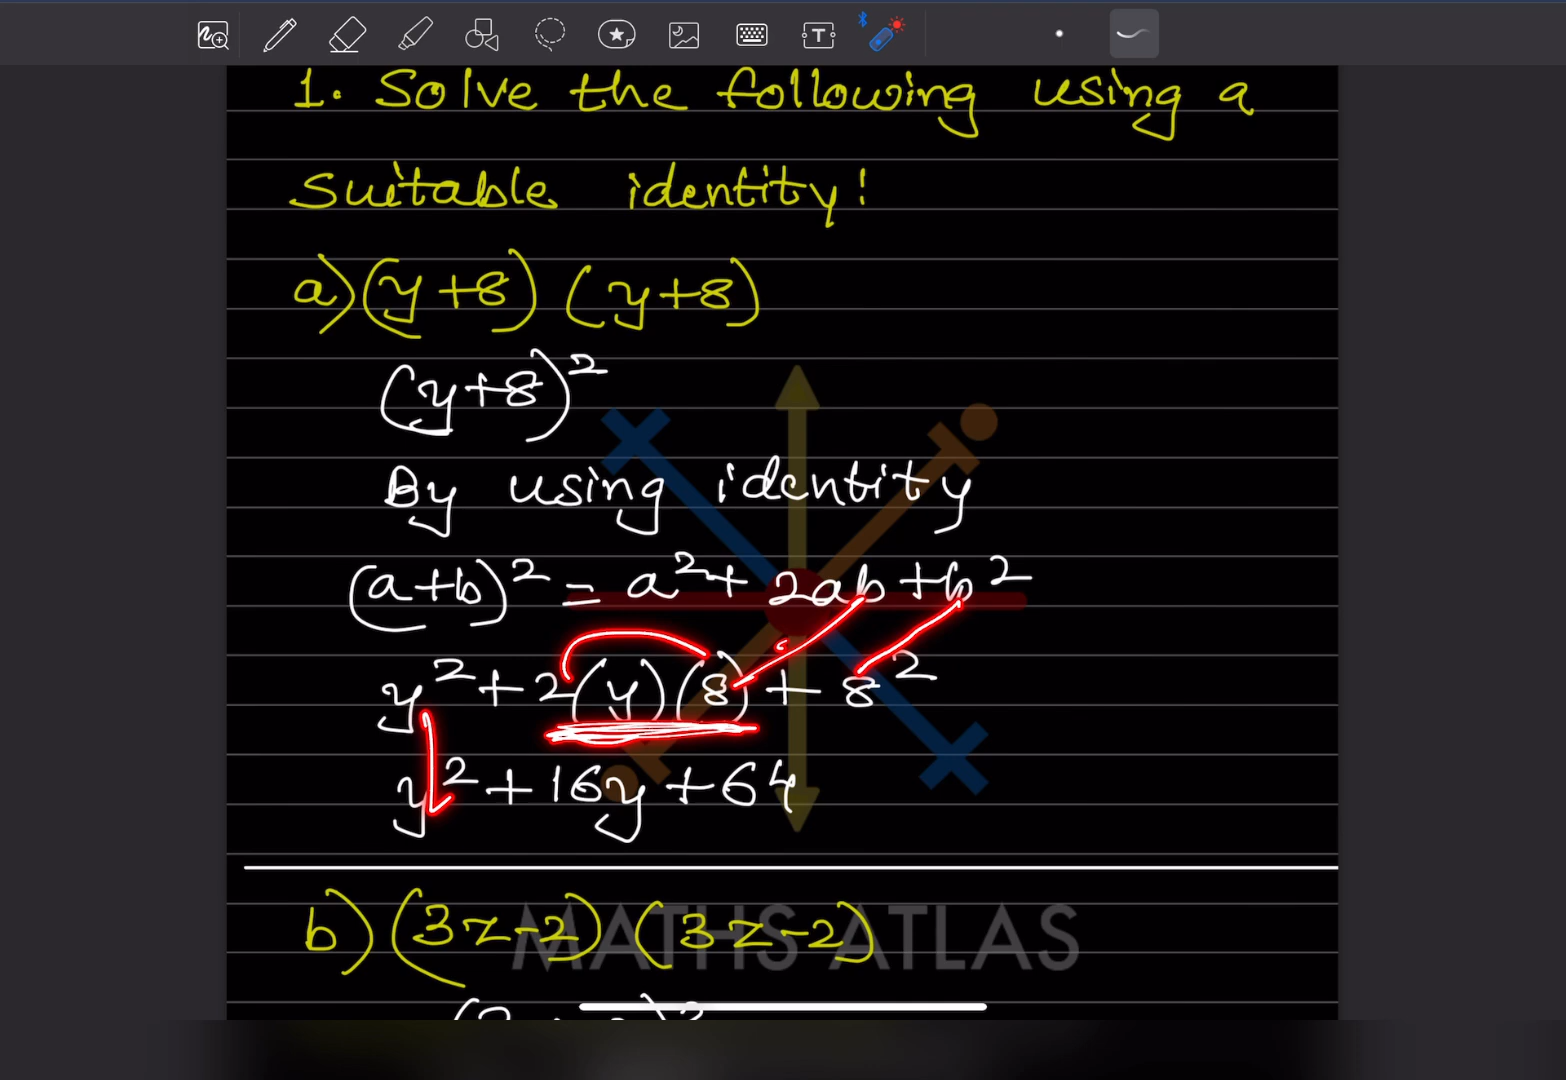 1. Solve the following using a
suitable identity!
a) (y+8) (y+8)
(y+8)²
By using identity
(a+b)² = a² + 2ab + b²
y² + 2(y)(8) + 8²
y² + 16y + 64
b) (3z-2) (3z-2)
MATHS ATLAS